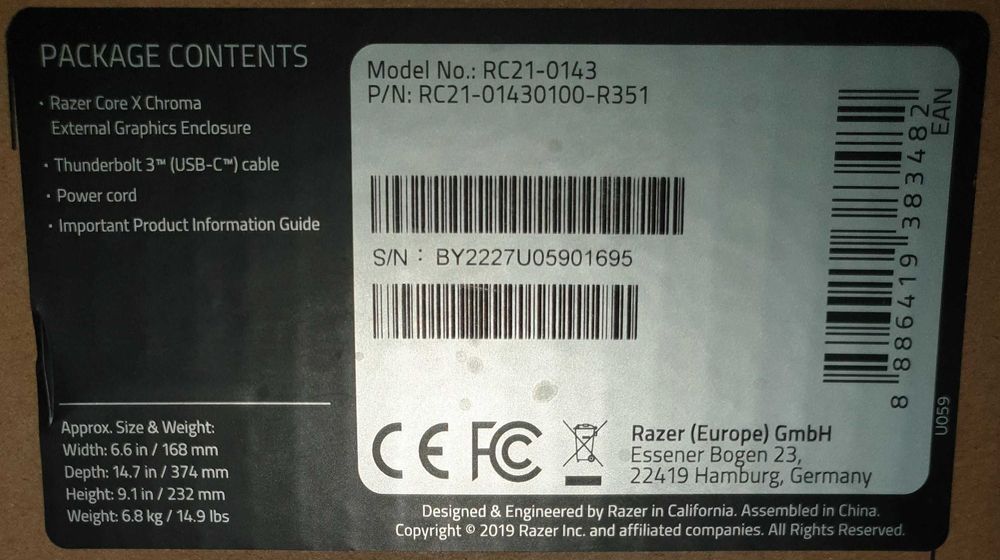 PACKAGE CONTENTS
· Razer Core X Chroma
External Graphics Enclosure
· Thunderbolt 3™ (USB-C™) cable
· Power cord
· Important Product Information Guide
Approx. Size & Weight:
Width: 6.6 in / 168 mm
Depth: 14.7 in / 374 mm
Height: 9.1 in / 232 mm
Weight: 6.8 kg / 14.9 lbs
Model No.: RC21-0143
P/N: RC21-01430100-R351
S/N : BY2227U05901695
CE FC
Razer (Europe) GmbH
Essener Bogen 23,
22419 Hamburg, Germany
8 886419 383482
EAN
U059
Designed & Engineered by Razer in California. Assembled in China.
Copyright © 2019 Razer Inc. and affiliated companies. All Rights Reserved.